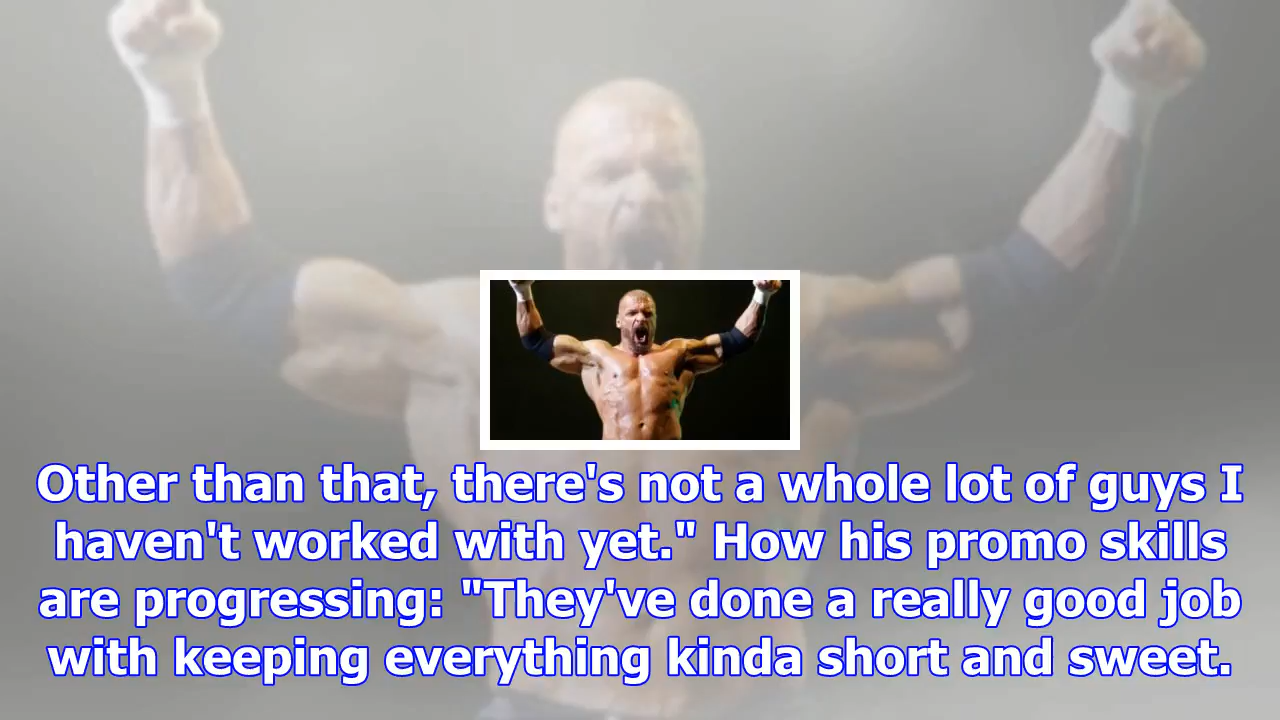 Other than that, there's not a whole lot of guys I
haven't worked with yet." How his promo skills
are progressing: "They've done a really good job
with keeping everything kinda short and sweet.